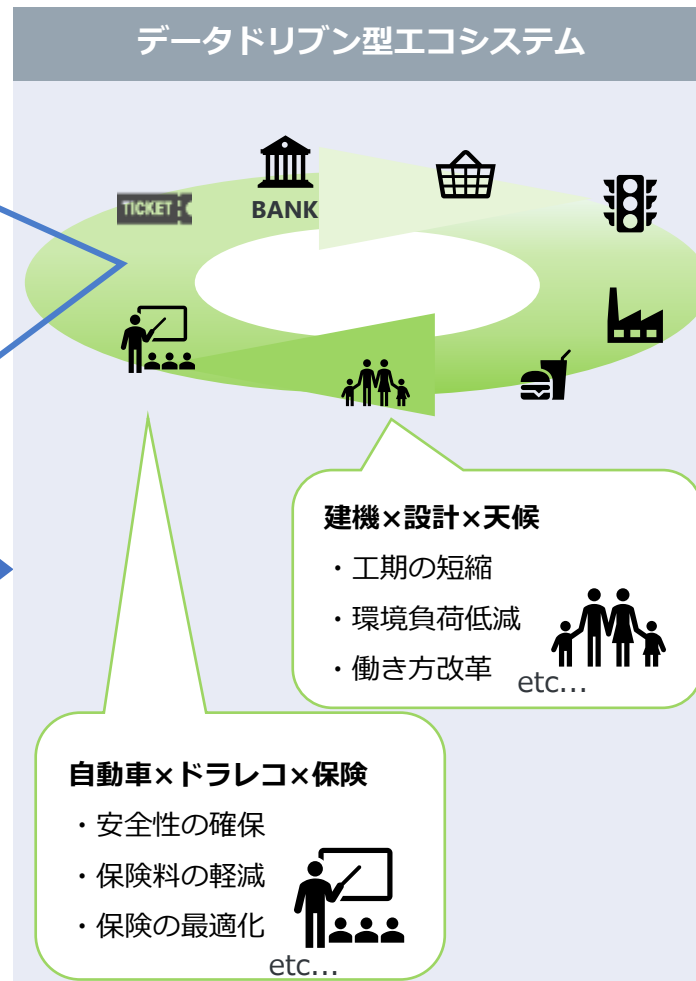 データドリブン型エコシステム
TICKET
BANK
建機×設計×天候
・工期の短縮
・環境負荷低減
・働き方改革
etc...
自動車×ドラレコ×保険
・安全性の確保
・保険料の軽減
・保険の最適化
etc...